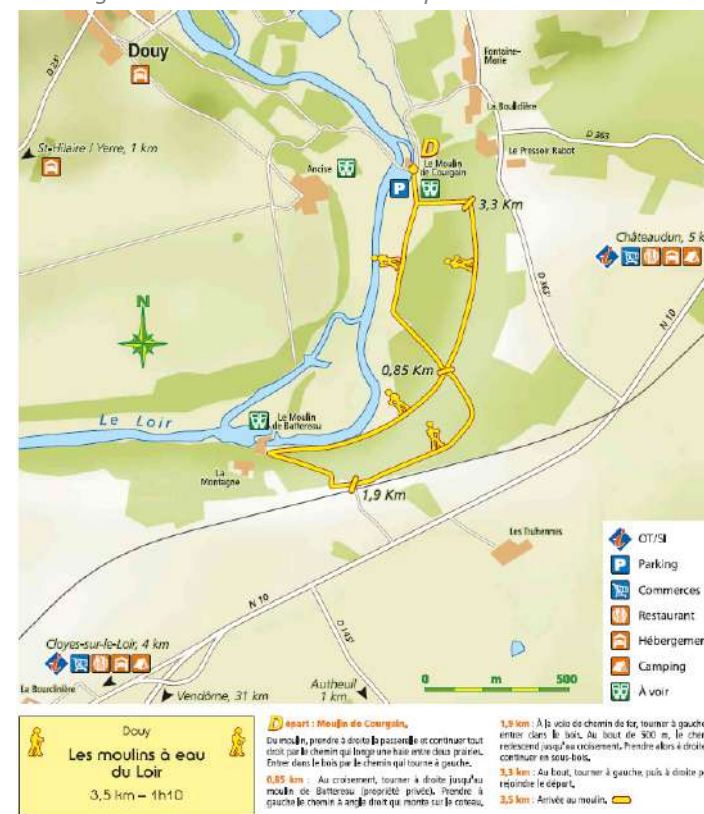 Douy
D 23¹
St-Hilaire / Yerre, 1 km
Fontaine-
Marie
La Bouldière
D 363
Le Pressoir Rabot
D
Le Moulin
de Courgain
P
Ancise
3,3 Km
Châteaudun, 5 k
D 363¹
N 10
N
0,85 Km
Le Loir
Le Moulin
de Battereau
La
Montagne
1,9 Km
Les Truhennes
N 10
D 145¹
Cloyes-sur-le-Loir, 4 km
La Bourcinière
Vendôme, 31 km
Autheuil
1 km
0 m 500
OT/SI
Parking
Commerces
Restaurant
Hébergemen
Camping
À voir
Douy
Les moulins à eau
du Loir
3,5 km – 1h10
Départ : Moulin de Courgain.
Du moulin, prendre à droite la passerelle et continuer tout
droit par le chemin qui longe une haie entre deux prairies.
Entrer dans le bois par le chemin qui tourne à gauche.
0,85 km : Au croisement, tourner à droite jusqu'au
moulin de Battereau (propriété privée). Prendre à
gauche le chemin à angle droit qui monte sur le coteau.
1,9 km : À la voie de chemin de fer, tourner à gauche
entrer dans le bois. Au bout de 500 m, le chem
redescend jusqu'au croisement. Prendre alors à droite
continuer en sous-bois.
3,3 km : Au bout, tourner à gauche, puis à droite p
rejoindre le départ.
3,5 km : Arrivée au moulin.